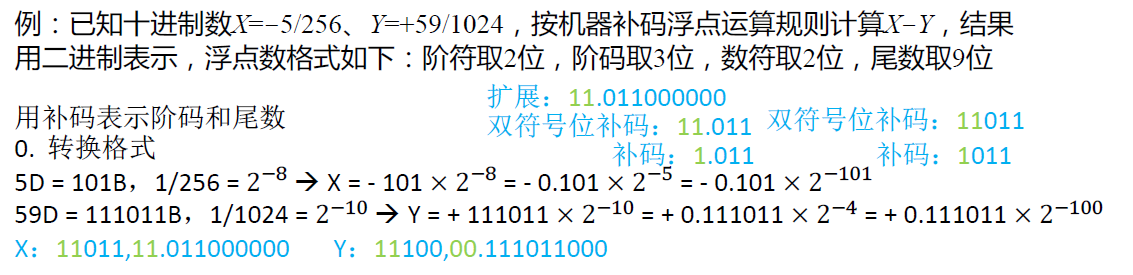 例：已知十进制数X=−5/256、Y=+59/1024，按机器补码浮点运算规则计算X−Y，结果
用二进制表示，浮点数格式如下：阶符取2位，阶码取3位，数符取2位，尾数取9位
扩展：11.011000000
用补码表示阶码和尾数
双符号位补码：11.011
双符号位补码：11011
0. 转换格式
补码：1.011
补码：1011
5D = 101B，1/256 = 2⁻⁸ → X = - 101 × 2⁻⁸ = - 0.101 × 2⁻⁵ = - 0.101 × 2⁻¹⁰¹
59D = 111011B，1/1024 = 2⁻¹⁰ → Y = + 111011 × 2⁻¹⁰ = + 0.111011 × 2⁻⁴ = + 0.111011 × 2⁻¹⁰⁰
X：11011,11.011000000 Y：11100,00.111011000